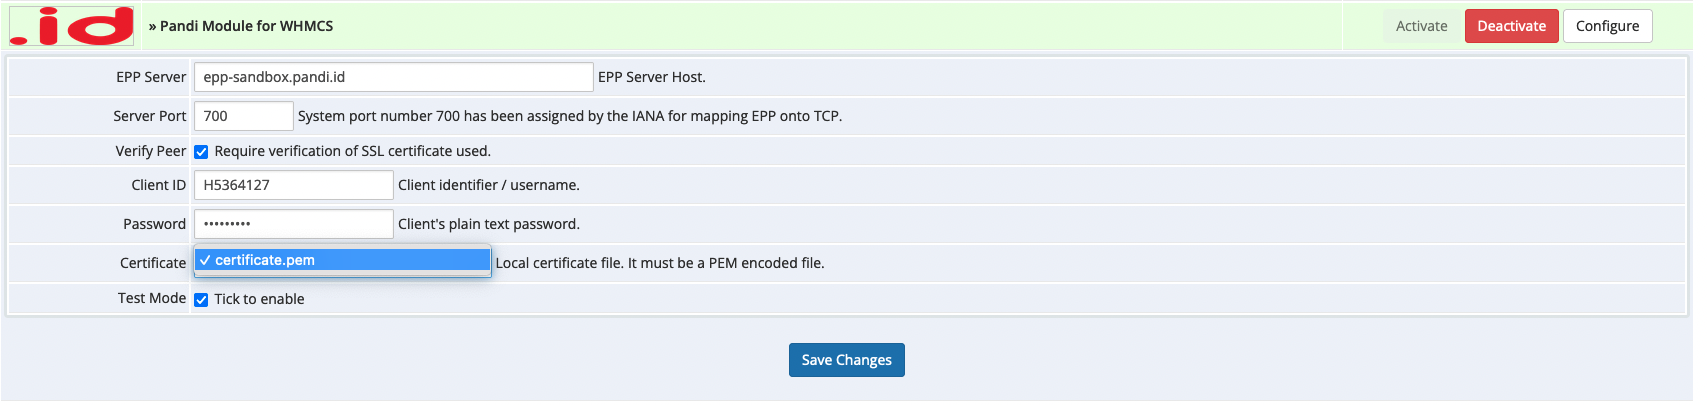 .id
» Pandi Module for WHMCS
Activate
Deactivate
Configure
EPP Server epp-sandbox.pandi.id EPP Server Host.
Server Port 700 System port number 700 has been assigned by the IANA for mapping EPP onto TCP.
Verify Peer Require verification of SSL certificate used.
Client ID H5364127 Client identifier / username.
Password ••••••••• Client's plain text password.
Certificate ✓ certificate.pem Local certificate file. It must be a PEM encoded file.
Test Mode Tick to enable
Save Changes